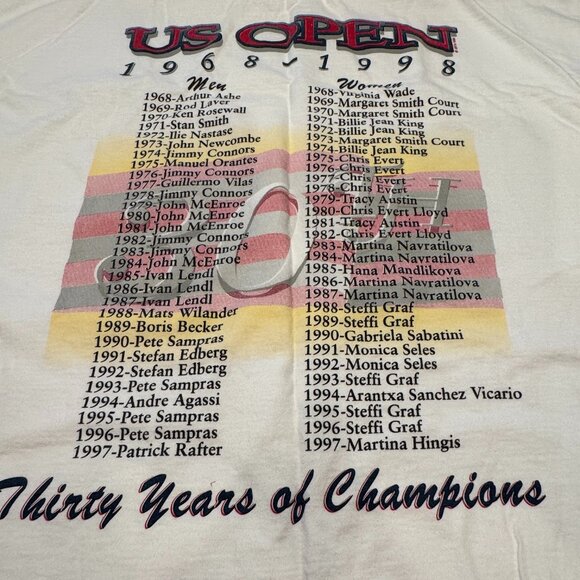 US OPEN
1968 1998
Men
1968-Arthur Ashe
1969-Rod Laver
1970-Ken Rosewall
1971-Stan Smith
1972-Ilie Nastase
1973-John Newcombe
1974-Jimmy Connors
1975-Manuel Orantes
1976-Jimmy Connors
1977-Guillermo Vilas
1978-Jimmy Connors
1979-John McEnroe
1980-John McEnroe
1981-John McEnroe
1982-Jimmy Connors
1983-Jimmy Connors
1984-John McEnroe
1985-Ivan Lendl
1986-Ivan Lendl
1987-Ivan Lendl
1988-Mats Wilander
1989-Boris Becker
1990-Pete Sampras
1991-Stefan Edberg
1992-Stefan Edberg
1993-Pete Sampras
1994-Andre Agassi
1995-Pete Sampras
1996-Pete Sampras
1997-Patrick Rafter
Women
1968-Virginia Wade
1969-Margaret Smith Court
1970-Margaret Smith Court
1971-Billie Jean King
1972-Billie Jean King
1973-Margaret Smith Court
1974-Billie Jean King
1975-Chris Evert
1976-Chris Evert
1977-Chris Evert
1978-Chris Evert
1979-Tracy Austin
1980-Chris Evert Lloyd
1981-Tracy Austin
1982-Chris Evert Lloyd
1983-Martina Navratilova
1984-Martina Navratilova
1985-Hana Mandlikova
1986-Martina Navratilova
1987-Martina Navratilova
1988-Steffi Graf
1989-Steffi Graf
1990-Gabriela Sabatini
1991-Monica Seles
1992-Monica Seles
1993-Steffi Graf
1994-Arantxa Sanchez Vicario
1995-Steffi Graf
1996-Steffi Graf
1997-Martina Hingis
30TH
Thirty Years of Champions